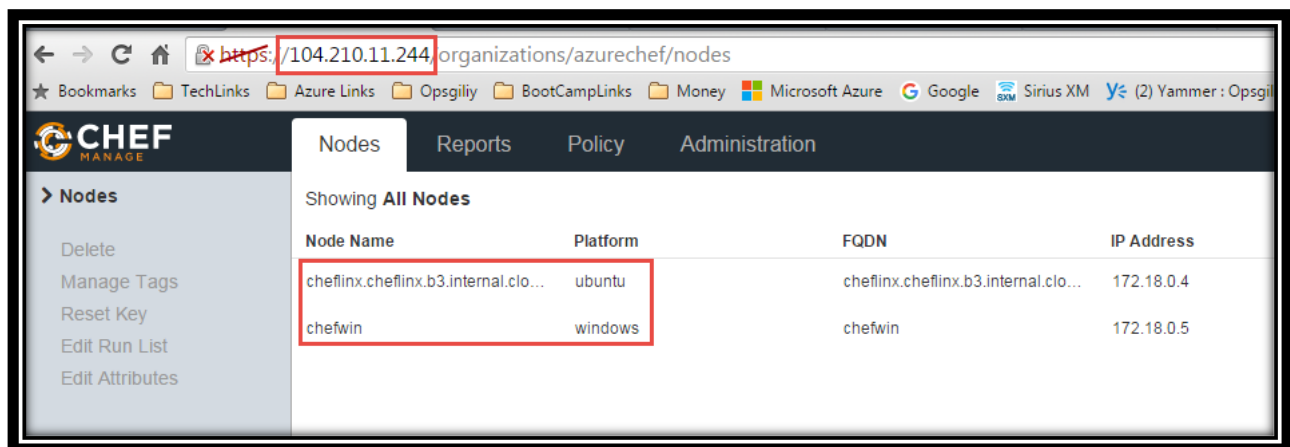 https://104.210.11.244/organizations/azurechef/nodes
Bookmarks TechLinks Azure Links Opsgiliy BootCampLinks Money Microsoft Azure G Google SXM Sirius XM (2) Yammer : Opsgil
CHEF
MANAGE
Nodes Reports Policy Administration
Nodes
Showing All Nodes
Delete
Manage Tags
Reset Key
Edit Run List
Edit Attributes
Node Name Platform FQDN IP Address
cheflinx.cheflinx.b3.internal.clo... ubuntu cheflinx.cheflinx.b3.internal.clo... 172.18.0.4
chefwin windows chefwin 172.18.0.5